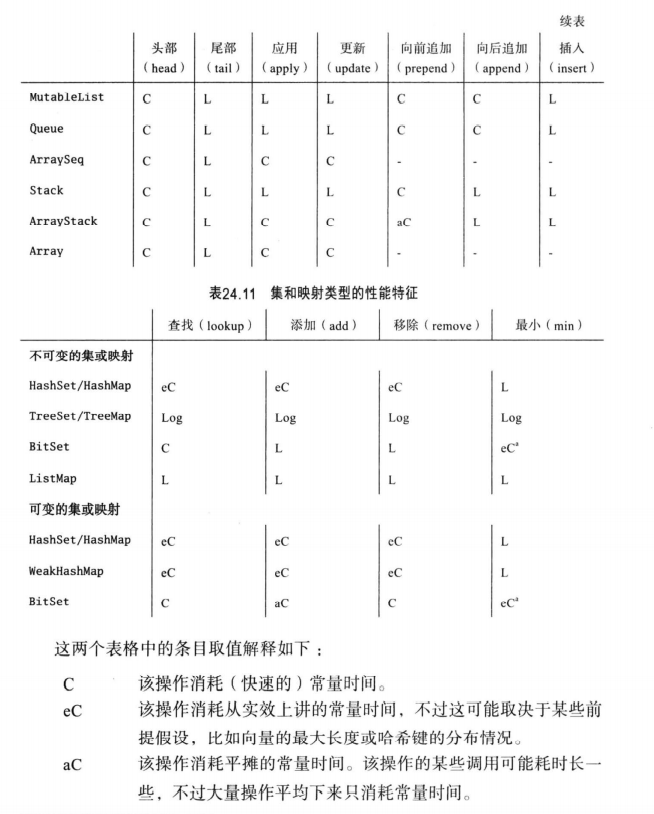 续表
头部 尾部 应用 更新 向前追加 向后追加 插入
（head） （tail） （apply） （update） （prepend） （append） （insert）
MutableList C L L L C C L
Queue C L L L C C L
ArraySeq C L C C - - -
Stack C L L L C L L
ArrayStack C L C C aC L L
Array C L C C - - -
表24.11 集和映射类型的性能特征
查找（lookup） 添加（add） 移除（remove） 最小（min）
不可变的集或映射
HashSet/HashMap eC eC eC L
TreeSet/TreeMap Log Log Log Log
BitSet C L L eCª
ListMap L L L L
可变的集或映射
HashSet/HashMap eC eC eC L
WeakHashMap eC eC eC L
BitSet C aC C eCª
这两个表格中的条目取值解释如下：
C 该操作消耗（快速的）常量时间。
eC 该操作消耗从实效上讲的常量时间，不过这可能取决于某些前
提假设，比如向量的最大长度或哈希键的分布情况。
aC 该操作消耗平摊的常量时间。该操作的某些调用可能耗时长一
些，不过大量操作平均下来只消耗常量时间。